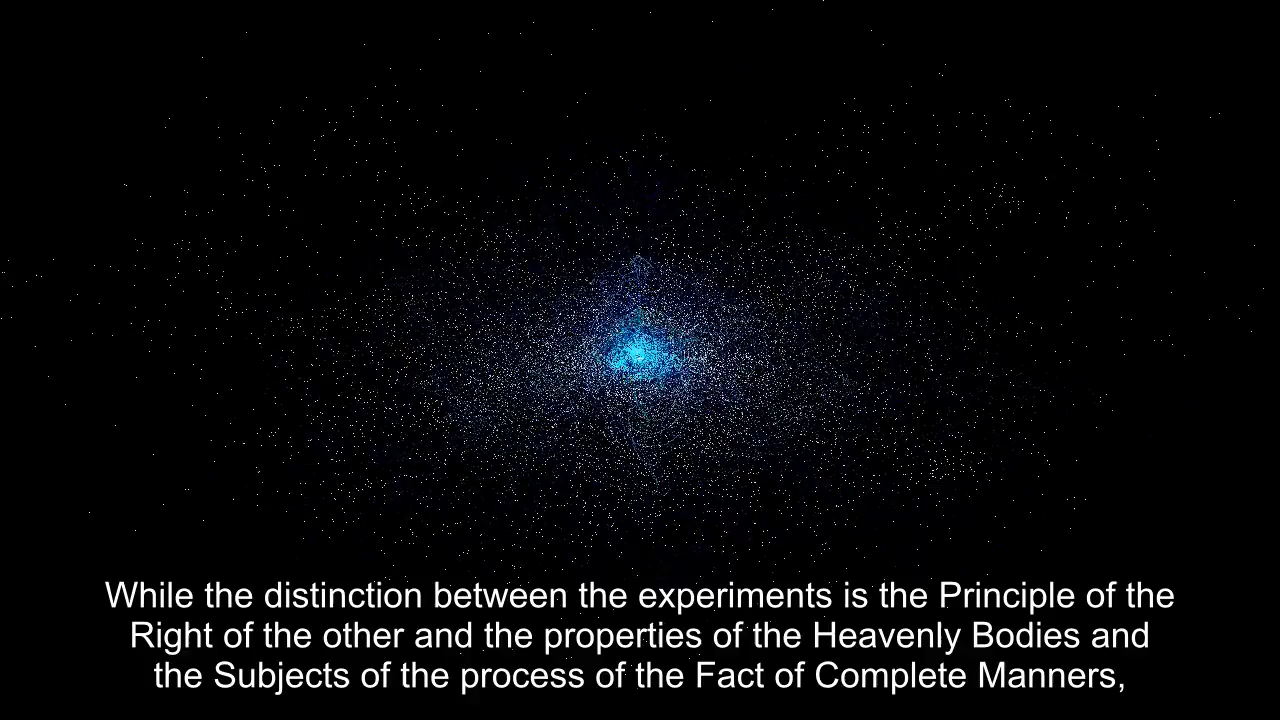 While the distinction between the experiments is the Principle of the
Right of the other and the properties of the Heavenly Bodies and
the Subjects of the process of the Fact of Complete Manners,